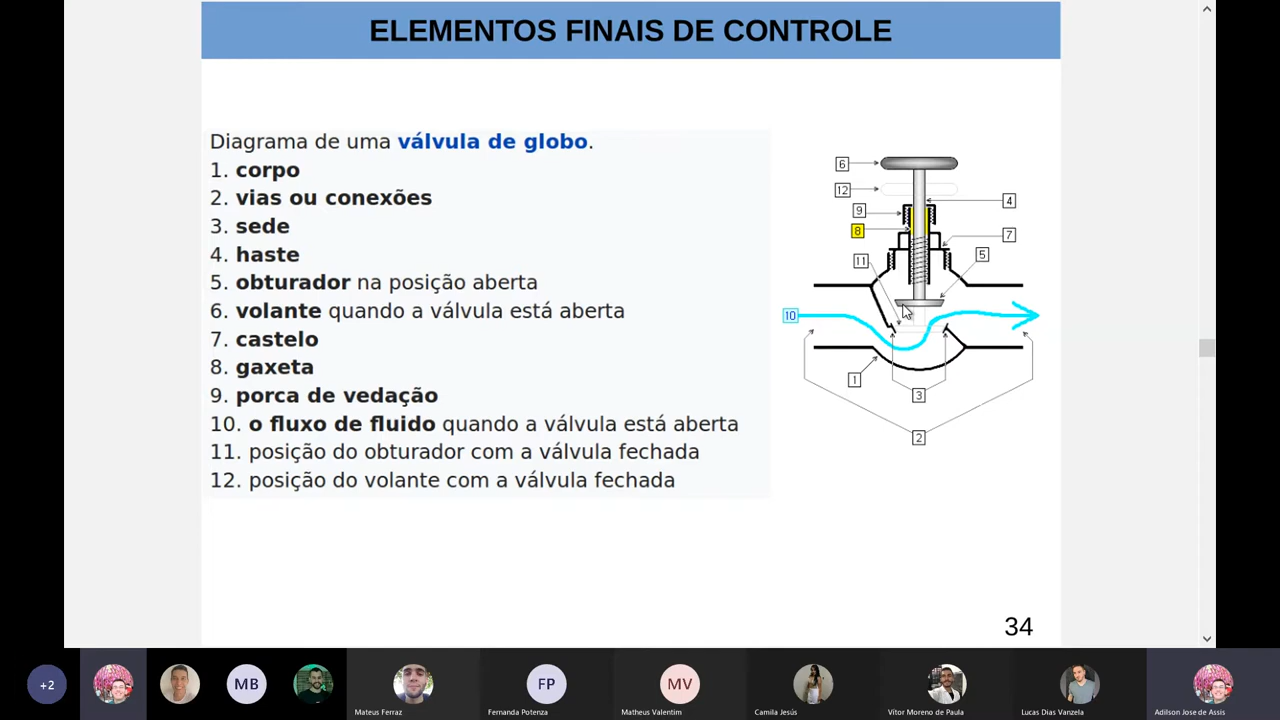 ELEMENTOS FINAIS DE CONTROLE
Diagrama de uma válvula de globo.
1. corpo
2. vias ou conexões
3. sede
4. haste
5. obturador na posição aberta
6. volante quando a válvula está aberta
7. castelo
8. gaxeta
9. porca de vedação
10. o fluxo de fluido quando a válvula está aberta
11. posição do obturador com a válvula fechada
12. posição do volante com a válvula fechada
6
12
4
9
8
7
5
11
10
1
3
2
34
+2
MB
FP
MV
Mateus Ferraz
Fernanda Potenza
Matheus Valentim
Camila Jesús
Vítor Moreno de Paula
Lucas Dias Vanzela
Adilson Jose de Assis